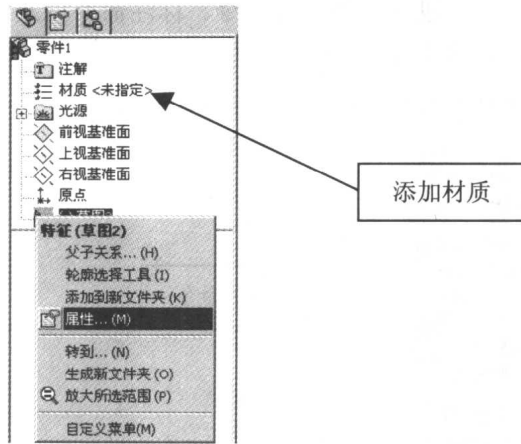 零件1
注解
材质 <未指定>
光源
前视基准面
上视基准面
右视基准面
原点
添加材质
特征 (草图2)
父子关系... (H)
轮廓选择工具 (I)
添加到新文件夹 (K)
属性... (M)
转到... (N)
生成新文件夹 (O)
放大所选范围 (P)
自定义菜单(M)